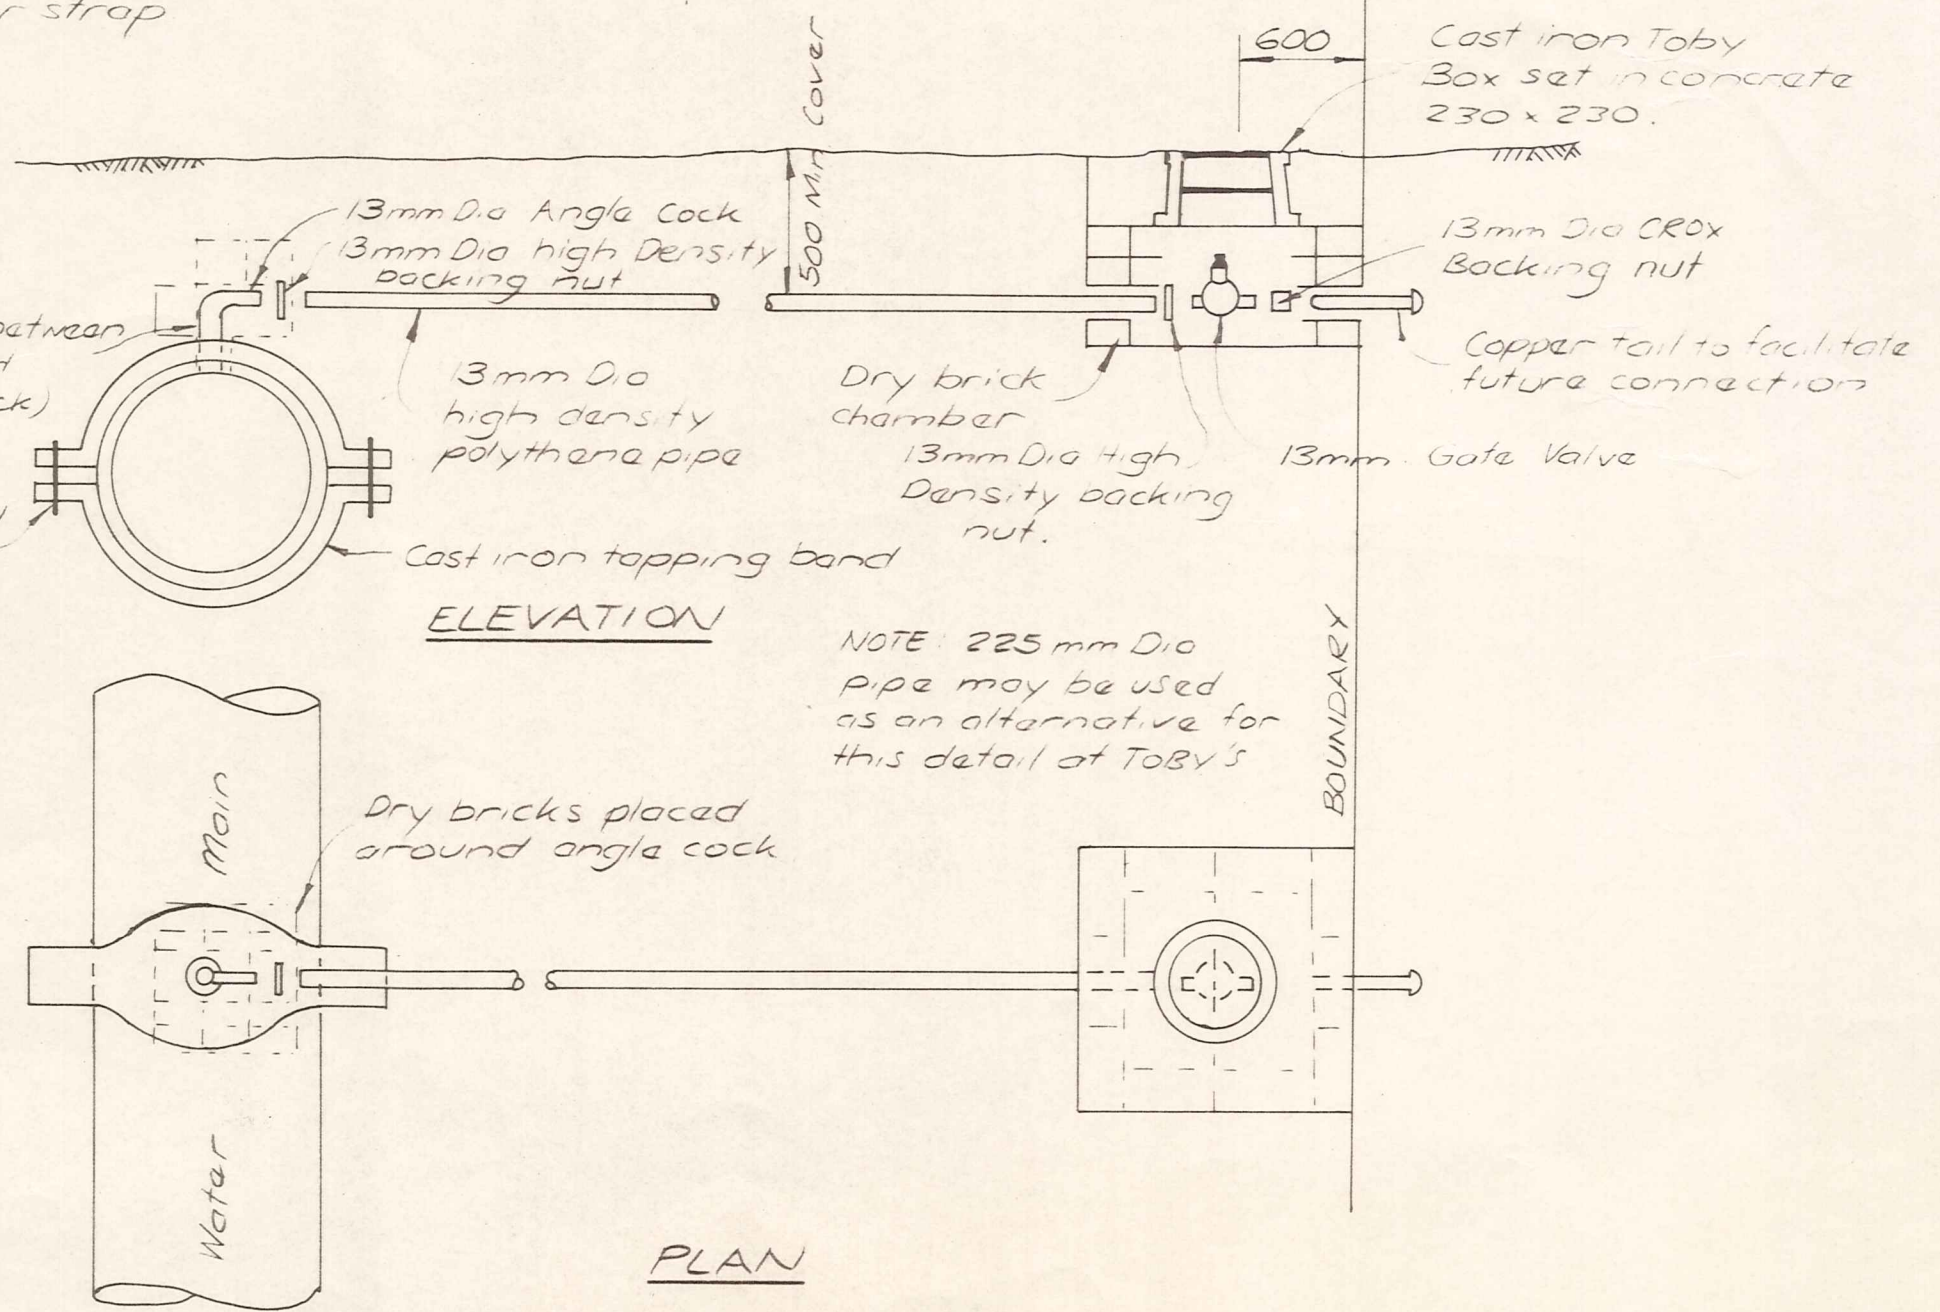 r strap
600
Cast iron Toby
Box set in concrete
230 x 230.
500 Min Cover
13mm Dia Angle Cock
13mm Dia high Density
backing nut
13mm Dia CROX
Backing nut
between
Copper tail to facilitate
future connection
13mm Dia
high density
polythene pipe
Dry brick
chamber
13mm Dia High
Density backing
nut.
13mm Gate Valve
Cast iron tapping band
ELEVATION
NOTE: 225 mm Dia
pipe may be used
as an alternative for
this detail at TOBY'S
BOUNDARY
Dry bricks placed
around angle cock
Water Main
PLAN